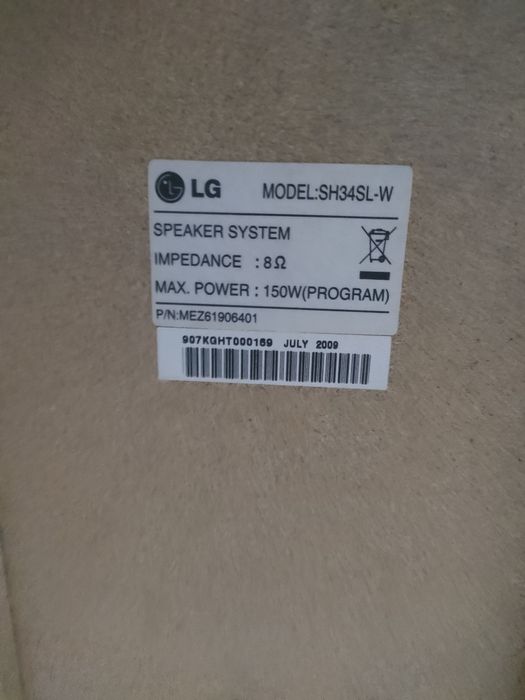 LG MODEL:SH34SL-W
SPEAKER SYSTEM
IMPEDANCE : 8Ω
MAX. POWER : 150W(PROGRAM)
P/N:MEZ61906401
907KGHT000169 JULY 2009